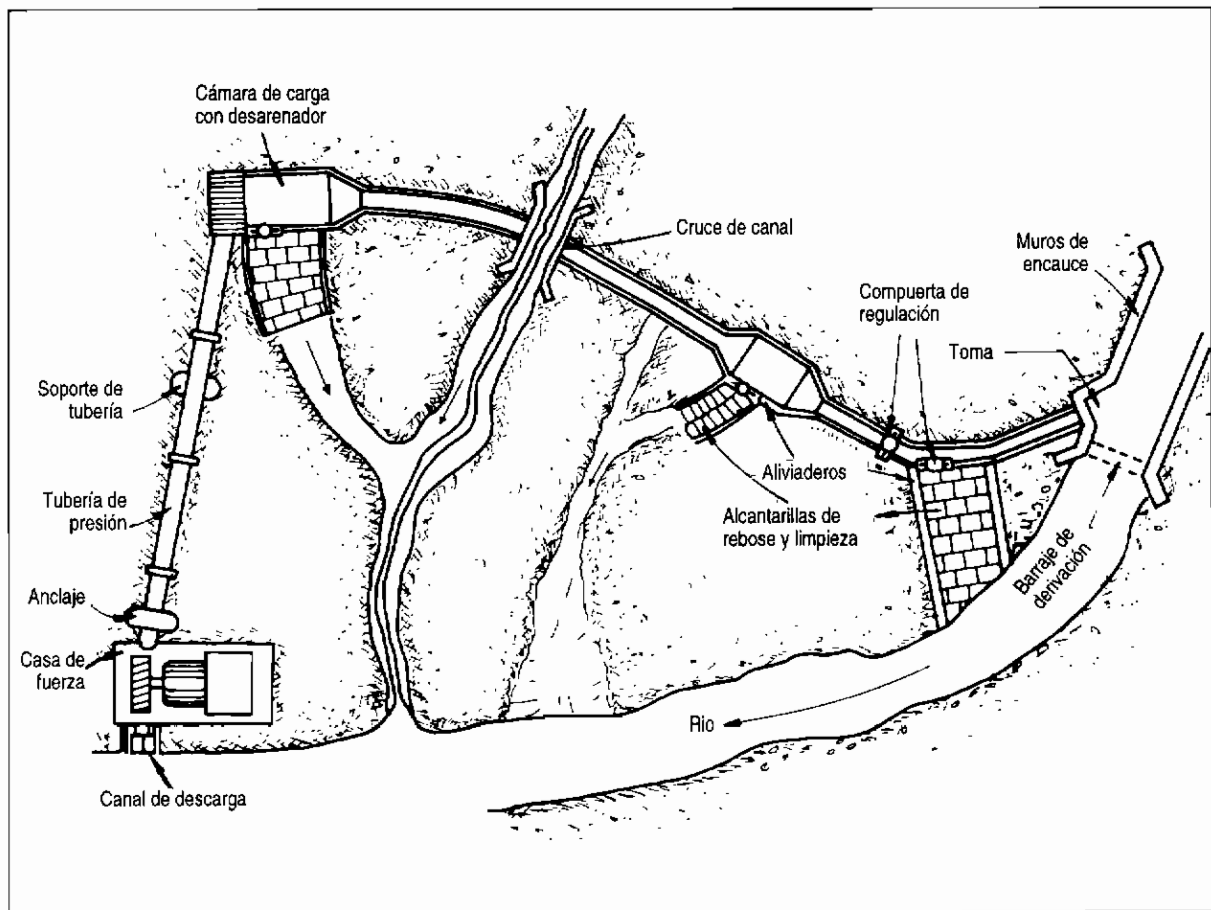 Cámara de carga
con desarenador
Cruce de canal
Muros de
encauce
Compuerta de
regulación
Toma
Soporte de
tubería
Aliviaderos
Tubería de
presión
Alcantarillas de
rebose y limpieza
Barraje de
derivación
Anclaje
Casa de
fuerza
Rio
Canal de descarga